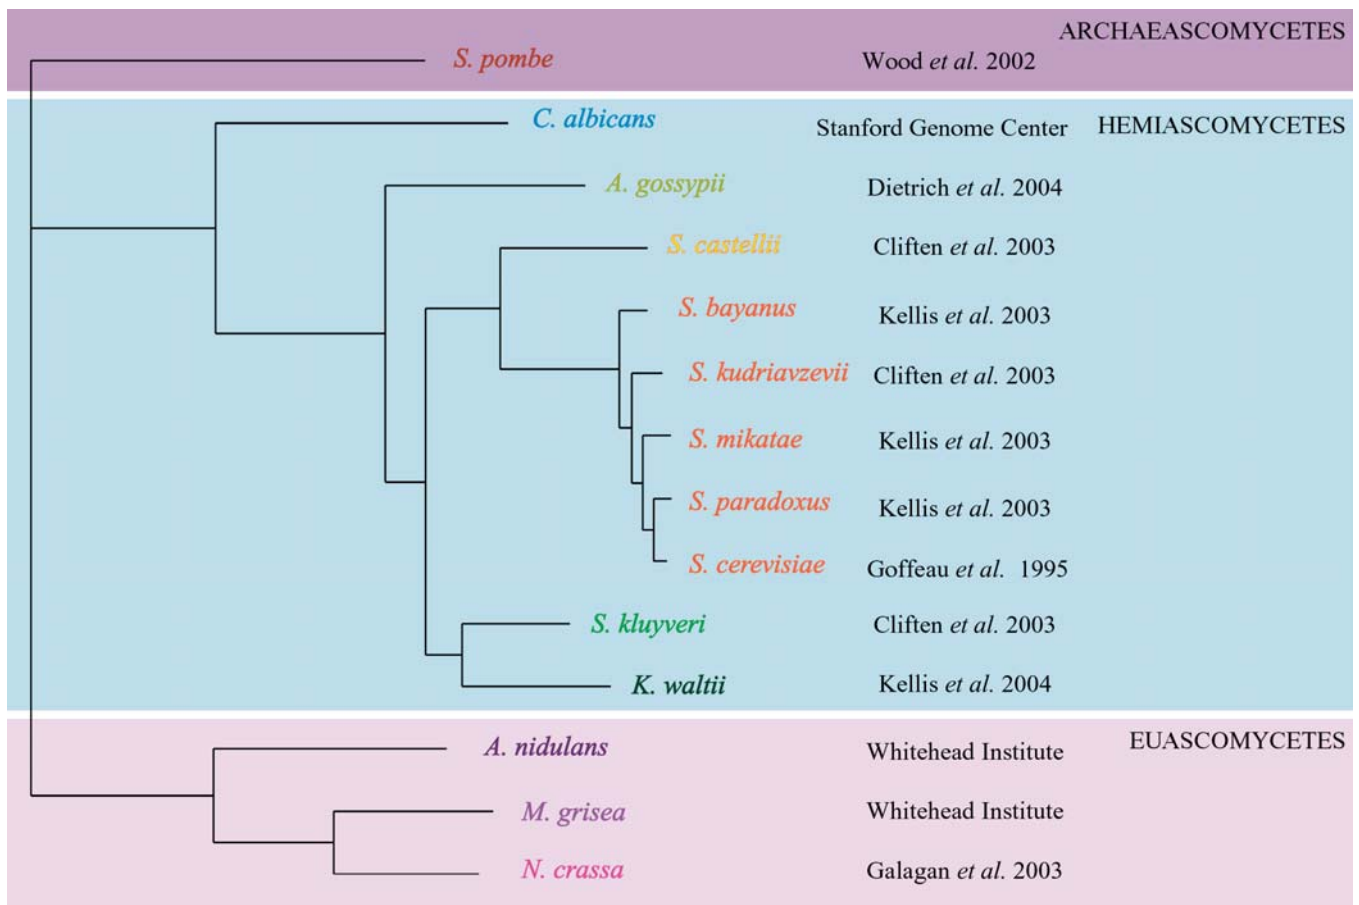 ARCHAEASCOMYCETES
S. pombe Wood et al. 2002
C. albicans Stanford Genome Center HEMIASCOMYCETES
A. gossypii Dietrich et al. 2004
S. castellii Cliften et al. 2003
S. bayanus Kellis et al. 2003
S. kudriavzevii Cliften et al. 2003
S. mikatae Kellis et al. 2003
S. paradoxus Kellis et al. 2003
S. cerevisiae Goffeau et al. 1995
S. kluyveri Cliften et al. 2003
K. waltii Kellis et al. 2004
A. nidulans Whitehead Institute EUASCOMYCETES
M. grisea Whitehead Institute
N. crassa Galagan et al. 2003